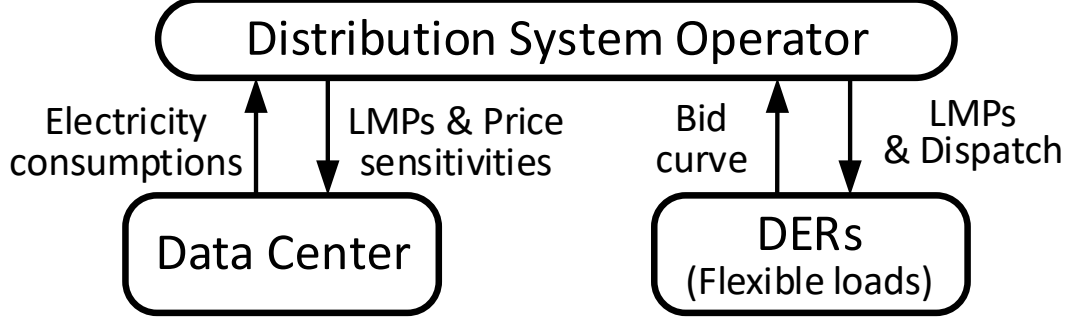 Distribution System Operator
Electricity
consumptions
LMPs & Price
sensitivities
Bid
curve
LMPs
& Dispatch
Data Center
DERs
(Flexible loads)